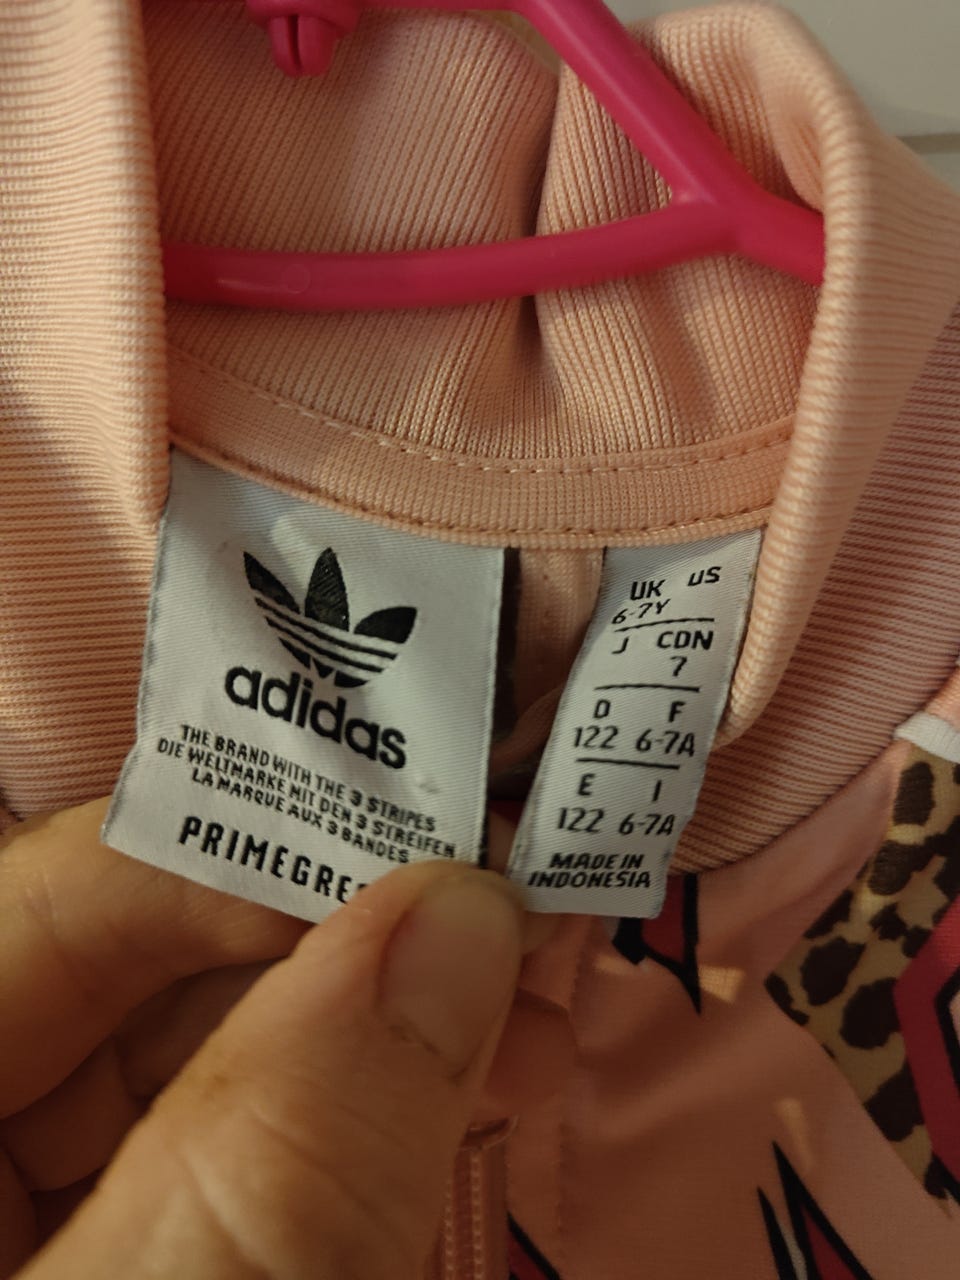 adidas
THE BRAND WITH THE 3 STRIPES
DIE WELTMARKE MIT DEN 3 STREIFEN
LA MARQUE AUX 3 BANDES
PRIMEGRE
UK US
6-7Y
J CDN
7
D F
122 6-7A
E I
122 6-7A
MADE IN
INDONESIA